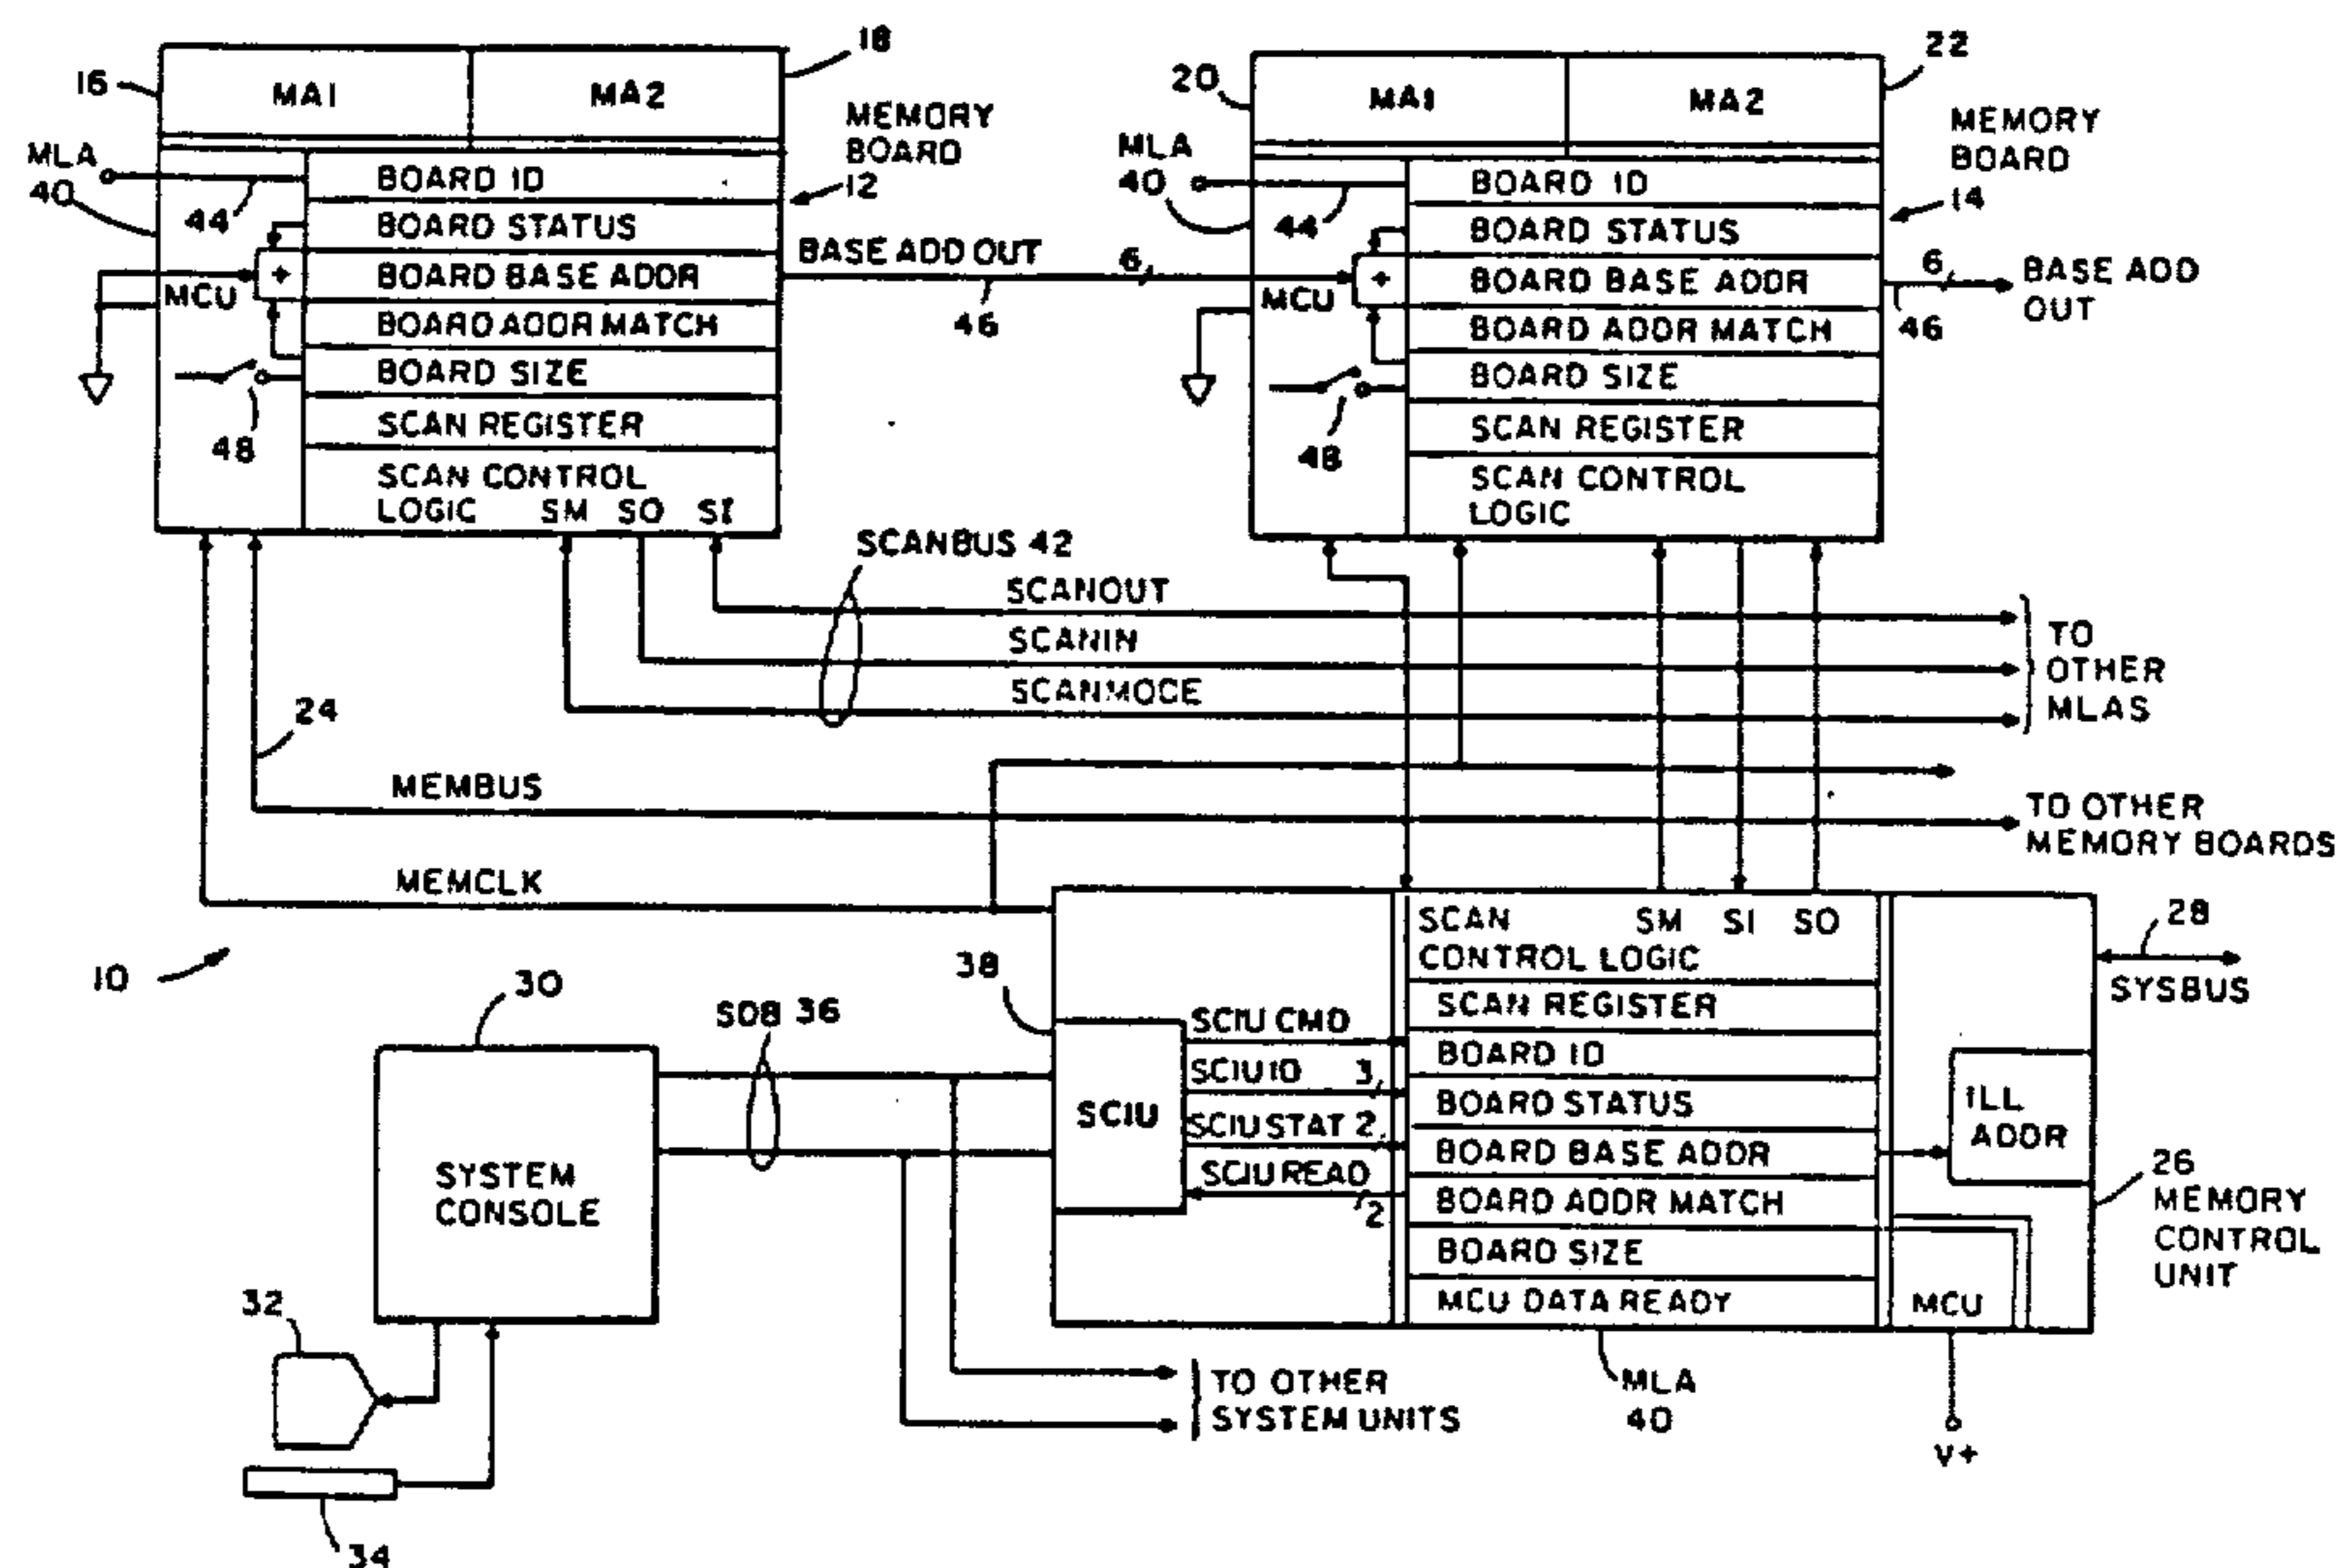 16
MA1
MA2
18
MEMORY
BOARD
12
MLA
40
44
BOARD ID
BOARD STATUS
MCU
+
BOARD BASE ADDR
BOARD ADDR MATCH
BOARD SIZE
48
SCAN REGISTER
SCAN CONTROL
LOGIC SM SO SI
BASE ADD OUT
6
46
20
MA1
MA2
22
MEMORY
BOARD
14
MLA
40
44
BOARD ID
BOARD STATUS
MCU
+
BOARD BASE ADDR
BOARD ADDR MATCH
BOARD SIZE
48
SCAN REGISTER
SCAN CONTROL
LOGIC
6
BASE ADD
OUT
46
SCANBUS 42
SCANOUT
SCANIN
SCANMODE
TO
OTHER
MLAS
24
MEMBUS
TO OTHER
MEMORY BOARDS
MEMCLK
10
30
SYSTEM
CONSOLE
32
34
SDB 36
TO OTHER
SYSTEM UNITS
38
SCIU
SCIU CMD
SCIU ID 3
SCIU STAT 2
SCIU READ
2
SCAN SM SI SO
CONTROL LOGIC
SCAN REGISTER
BOARD ID
BOARD STATUS
BOARD BASE ADDR
BOARD ADDR MATCH
BOARD SIZE
MCU DATA READY
MLA
40
28
SYSBUS
ILL
ADDR
26
MEMORY
CONTROL
UNIT
MCU
V+